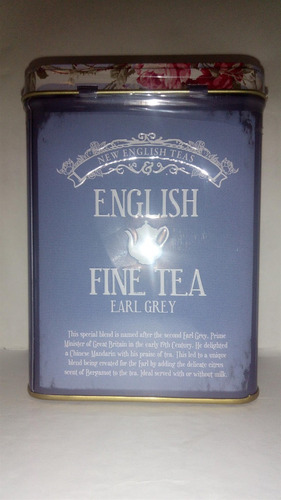 NEW ENGLISH TEAS
&
ENGLISH
FINE TEA
EARL GREY
This special blend is named after the second Earl Grey, Prime
Minister of Great Britain in the early 19th Century. He delighted
a Chinese Mandarin with his praise of tea. This led to a unique
blend being created for the Earl by adding the delicate citrus
scent of Bergamot to the tea. Ideal served with or without milk.